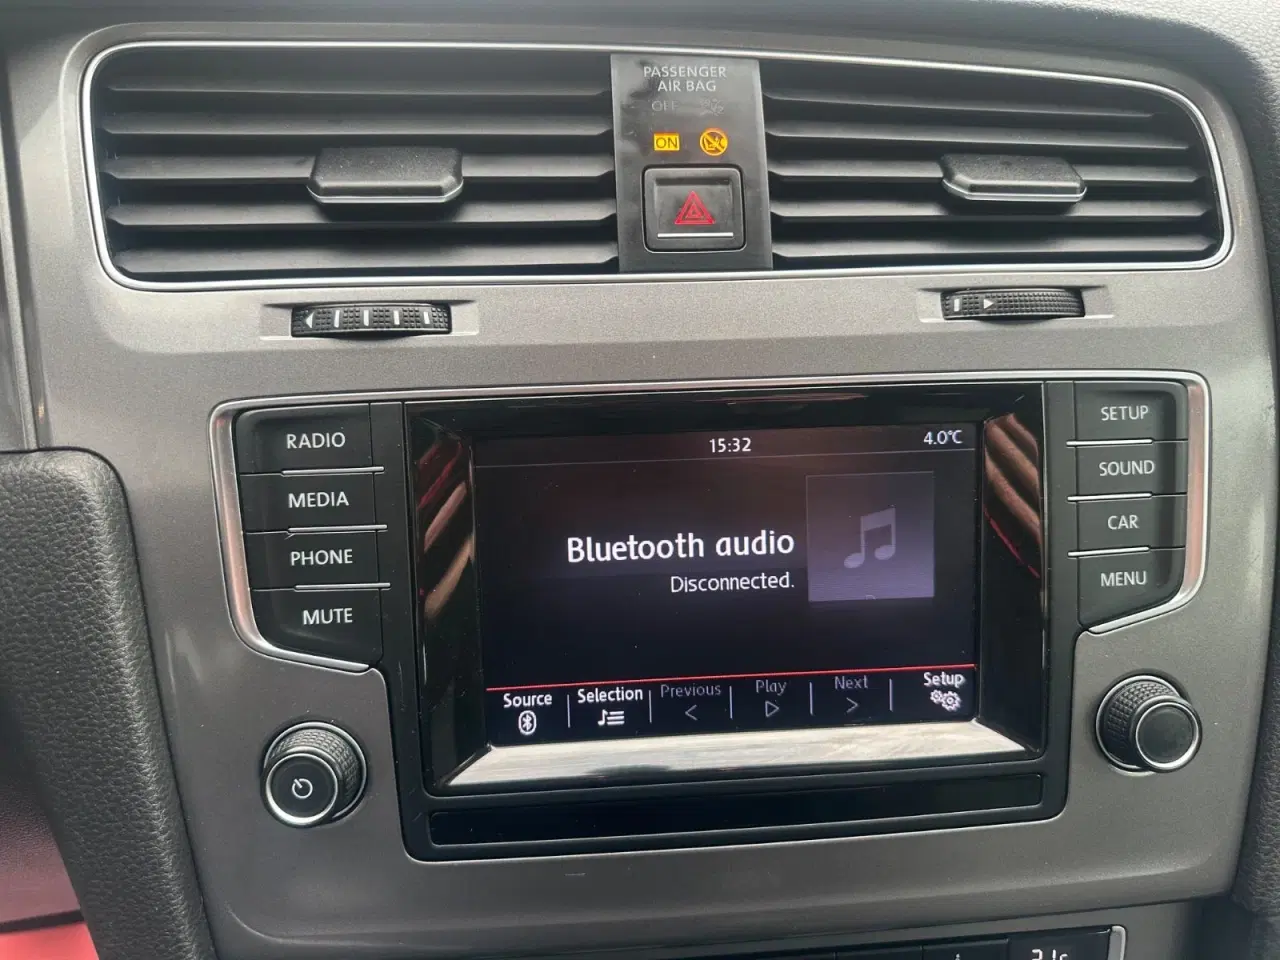 PASSENGER
AIR BAG
OFF
ON
RADIO
MEDIA
PHONE
MUTE
15:32
4.0°C
Bluetooth audio
Disconnected.
Source
Selection
Previous
Play
Next
Setup
SETUP
SOUND
CAR
MENU